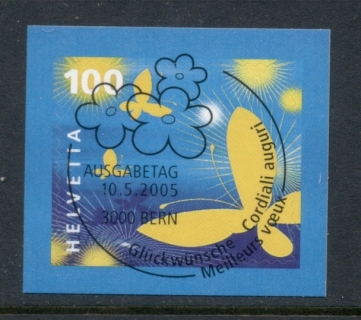 100
HELVETIA
AUSGABETAG
10.5.2005
3000 BERN
Glückwünsche
Meilleurs vœux
Cordiali auguri